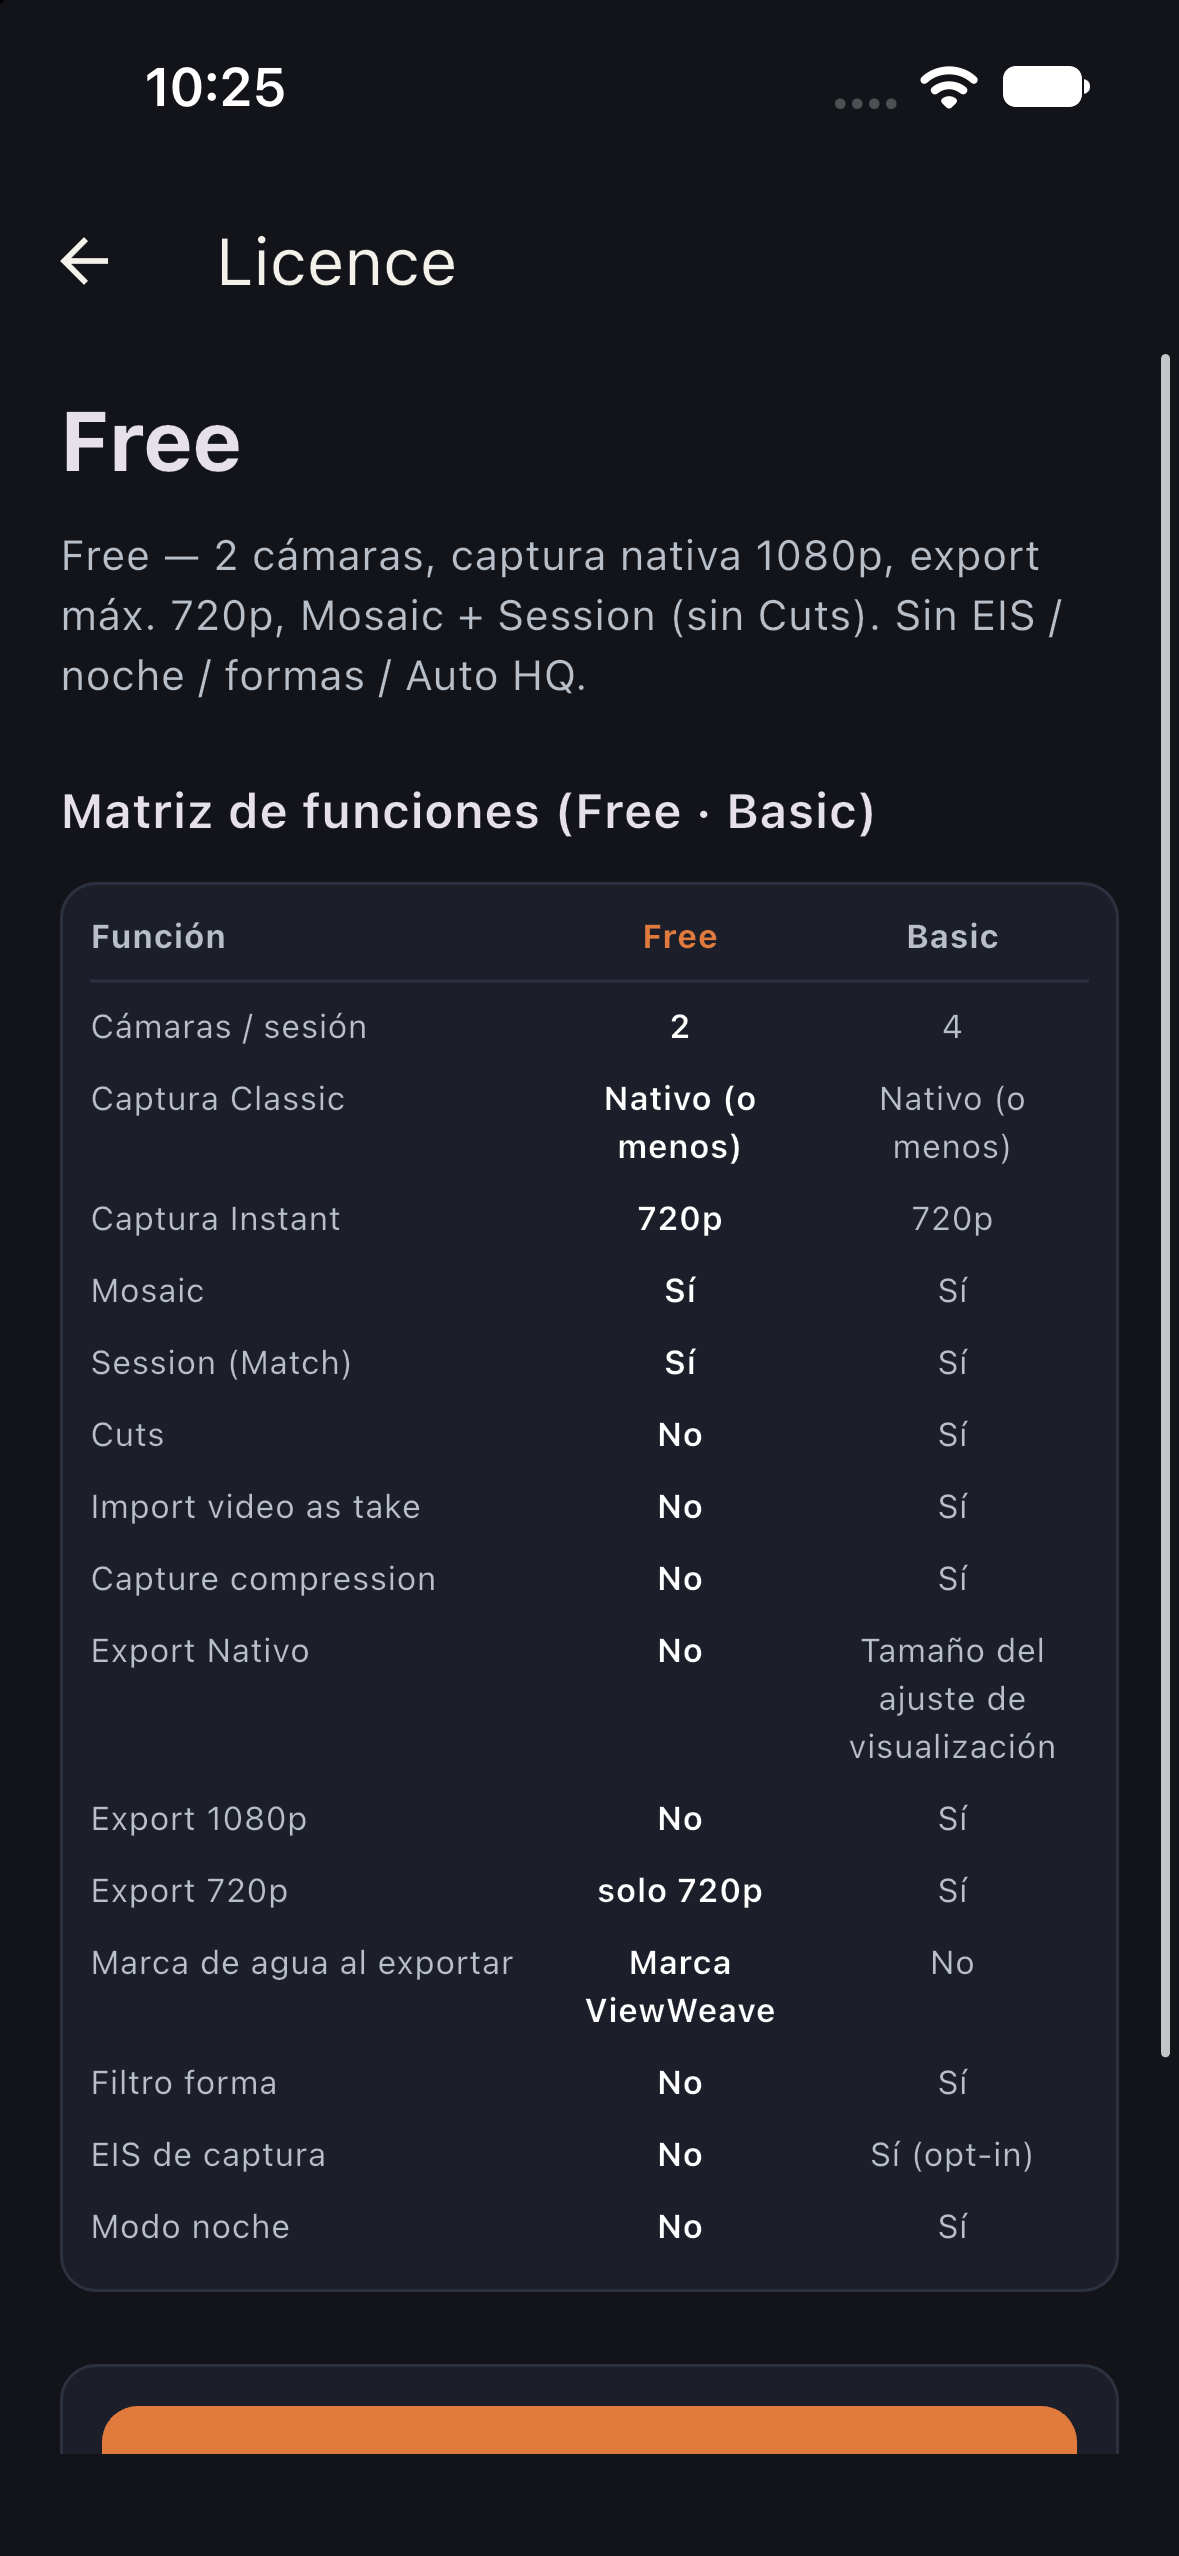 10:25
Licence
Free
Free — 2 cámaras, captura nativa 1080p, export
máx. 720p, Mosaic + Session (sin Cuts). Sin EIS /
noche / formas / Auto HQ.
Matriz de funciones (Free · Basic)
Función Free Basic
Cámaras / sesión 2 4
Captura Classic Nativo (o Nativo (o
menos) menos)
Captura Instant 720p 720p
Mosaic Sí Sí
Session (Match) Sí Sí
Cuts No Sí
Import video as take No Sí
Capture compression No Sí
Export Nativo No Tamaño del
ajuste de
visualización
Export 1080p No Sí
Export 720p solo 720p Sí
Marca de agua al exportar Marca No
ViewWeave
Filtro forma No Sí
EIS de captura No Sí (opt-in)
Modo noche No Sí